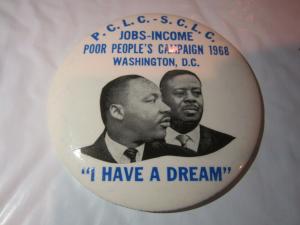 P.C.L.C. - S.C.L.C.
JOBS-INCOME
POOR PEOPLE'S CAMPAIGN 1968
WASHINGTON, D.C.
"I HAVE A DREAM"